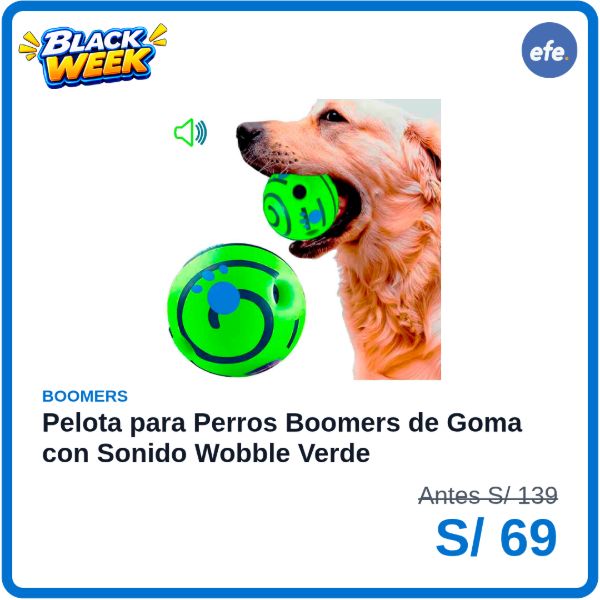 BLACK
WEEK
efe.
BOOMERS
Pelota para Perros Boomers de Goma
con Sonido Wobble Verde
Antes S/ 139
S/ 69